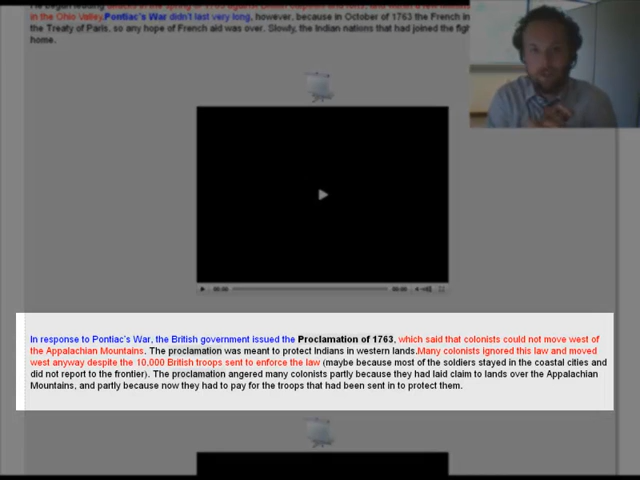 in the Ohio Valley.Pontiac's War didn't last very long, however, because in October of 1763 the French
the Treaty of Paris, so any hope of French aid was over. Slowly, the Indian nations that had joined the
home.
00:00
00:00
In response to Pontiac's War, the British government issued the Proclamation of 1763, which said that colonists could not move west of
the Appalachian Mountains. The proclamation was meant to protect Indians in western lands.Many colonists ignored this law and moved
west anyway despite the 10,000 British troops sent to enforce the law (maybe because most of the soldiers stayed in the coastal cities and
did not report to the frontier). The proclamation angered many colonists partly because they had laid claim to lands over the Appalachian
Mountains, and partly because now they had to pay for the troops that had been sent in to protect them.